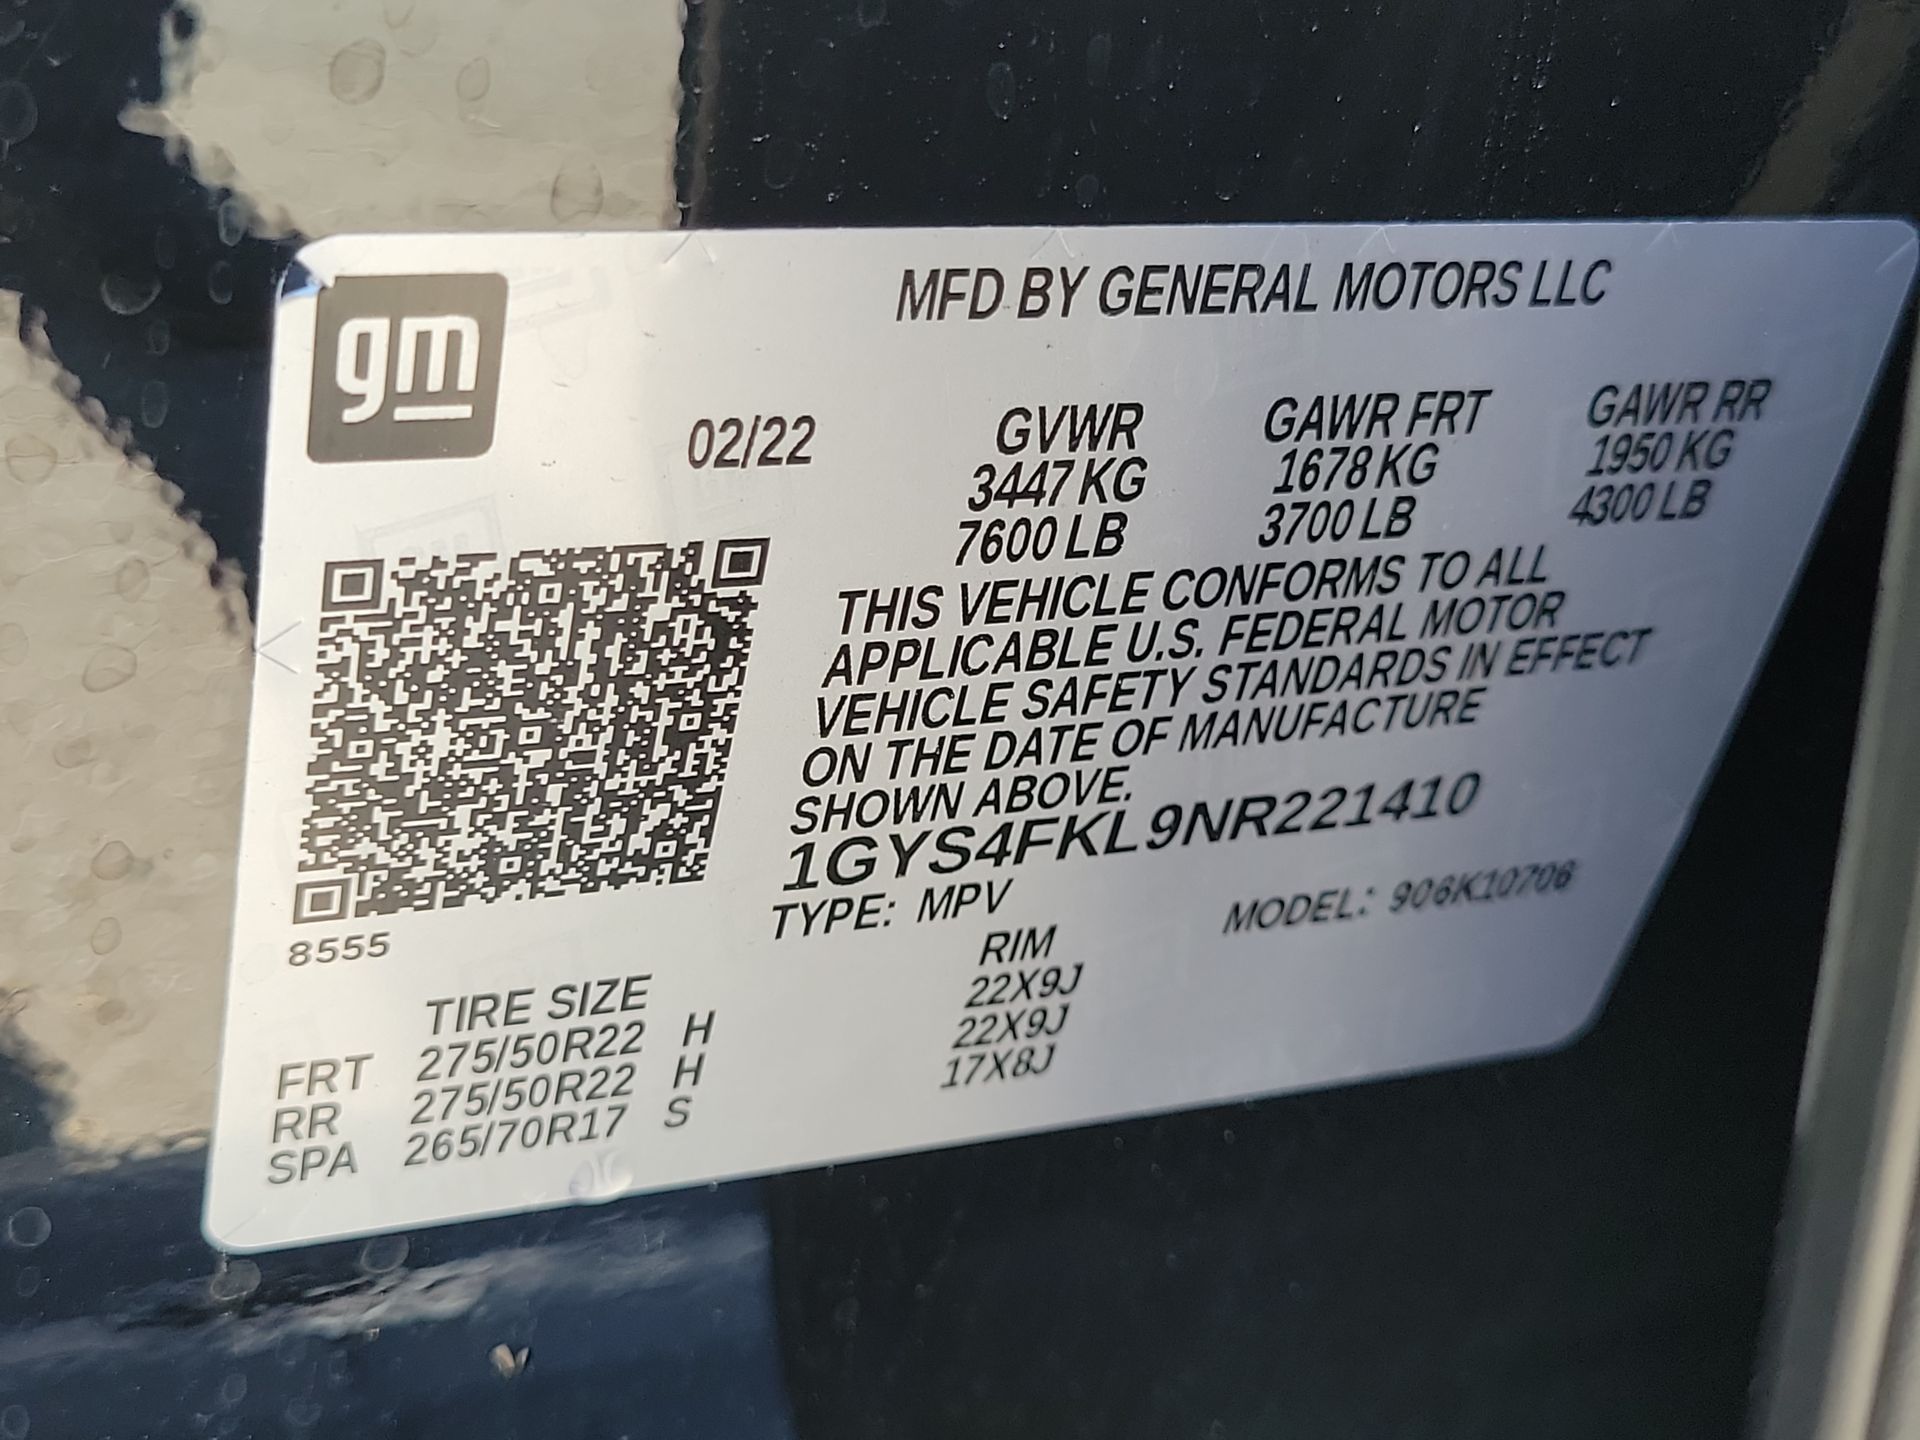 gm
MFD BY GENERAL MOTORS LLC
02/22
GVWR GAWR FRT GAWR RR
3447 KG 1678 KG 1950 KG
7600 LB 3700 LB 4300 LB
THIS VEHICLE CONFORMS TO ALL
APPLICABLE U.S. FEDERAL MOTOR
VEHICLE SAFETY STANDARDS IN EFFECT
ON THE DATE OF MANUFACTURE
SHOWN ABOVE.
1GYS4FKL9NR221410
TYPE: MPV MODEL: 906K10706
8555
TIRE SIZE RIM
FRT 275/50R22 H 22X9J
RR 275/50R22 H 22X9J
SPA 265/70R17 S 17X8J